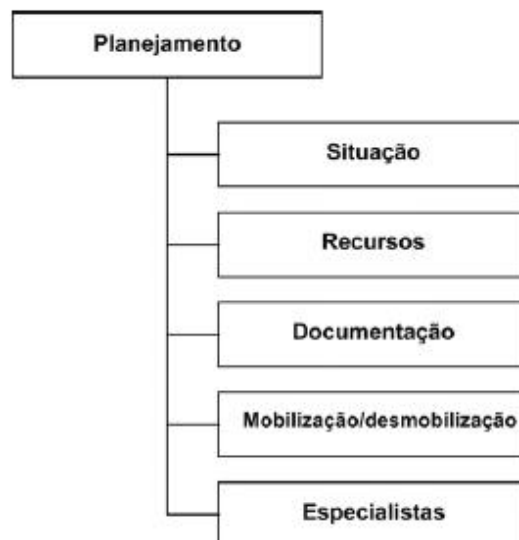 Planejamento
Situação
Recursos
Documentação
Mobilização/desmobilização
Especialistas